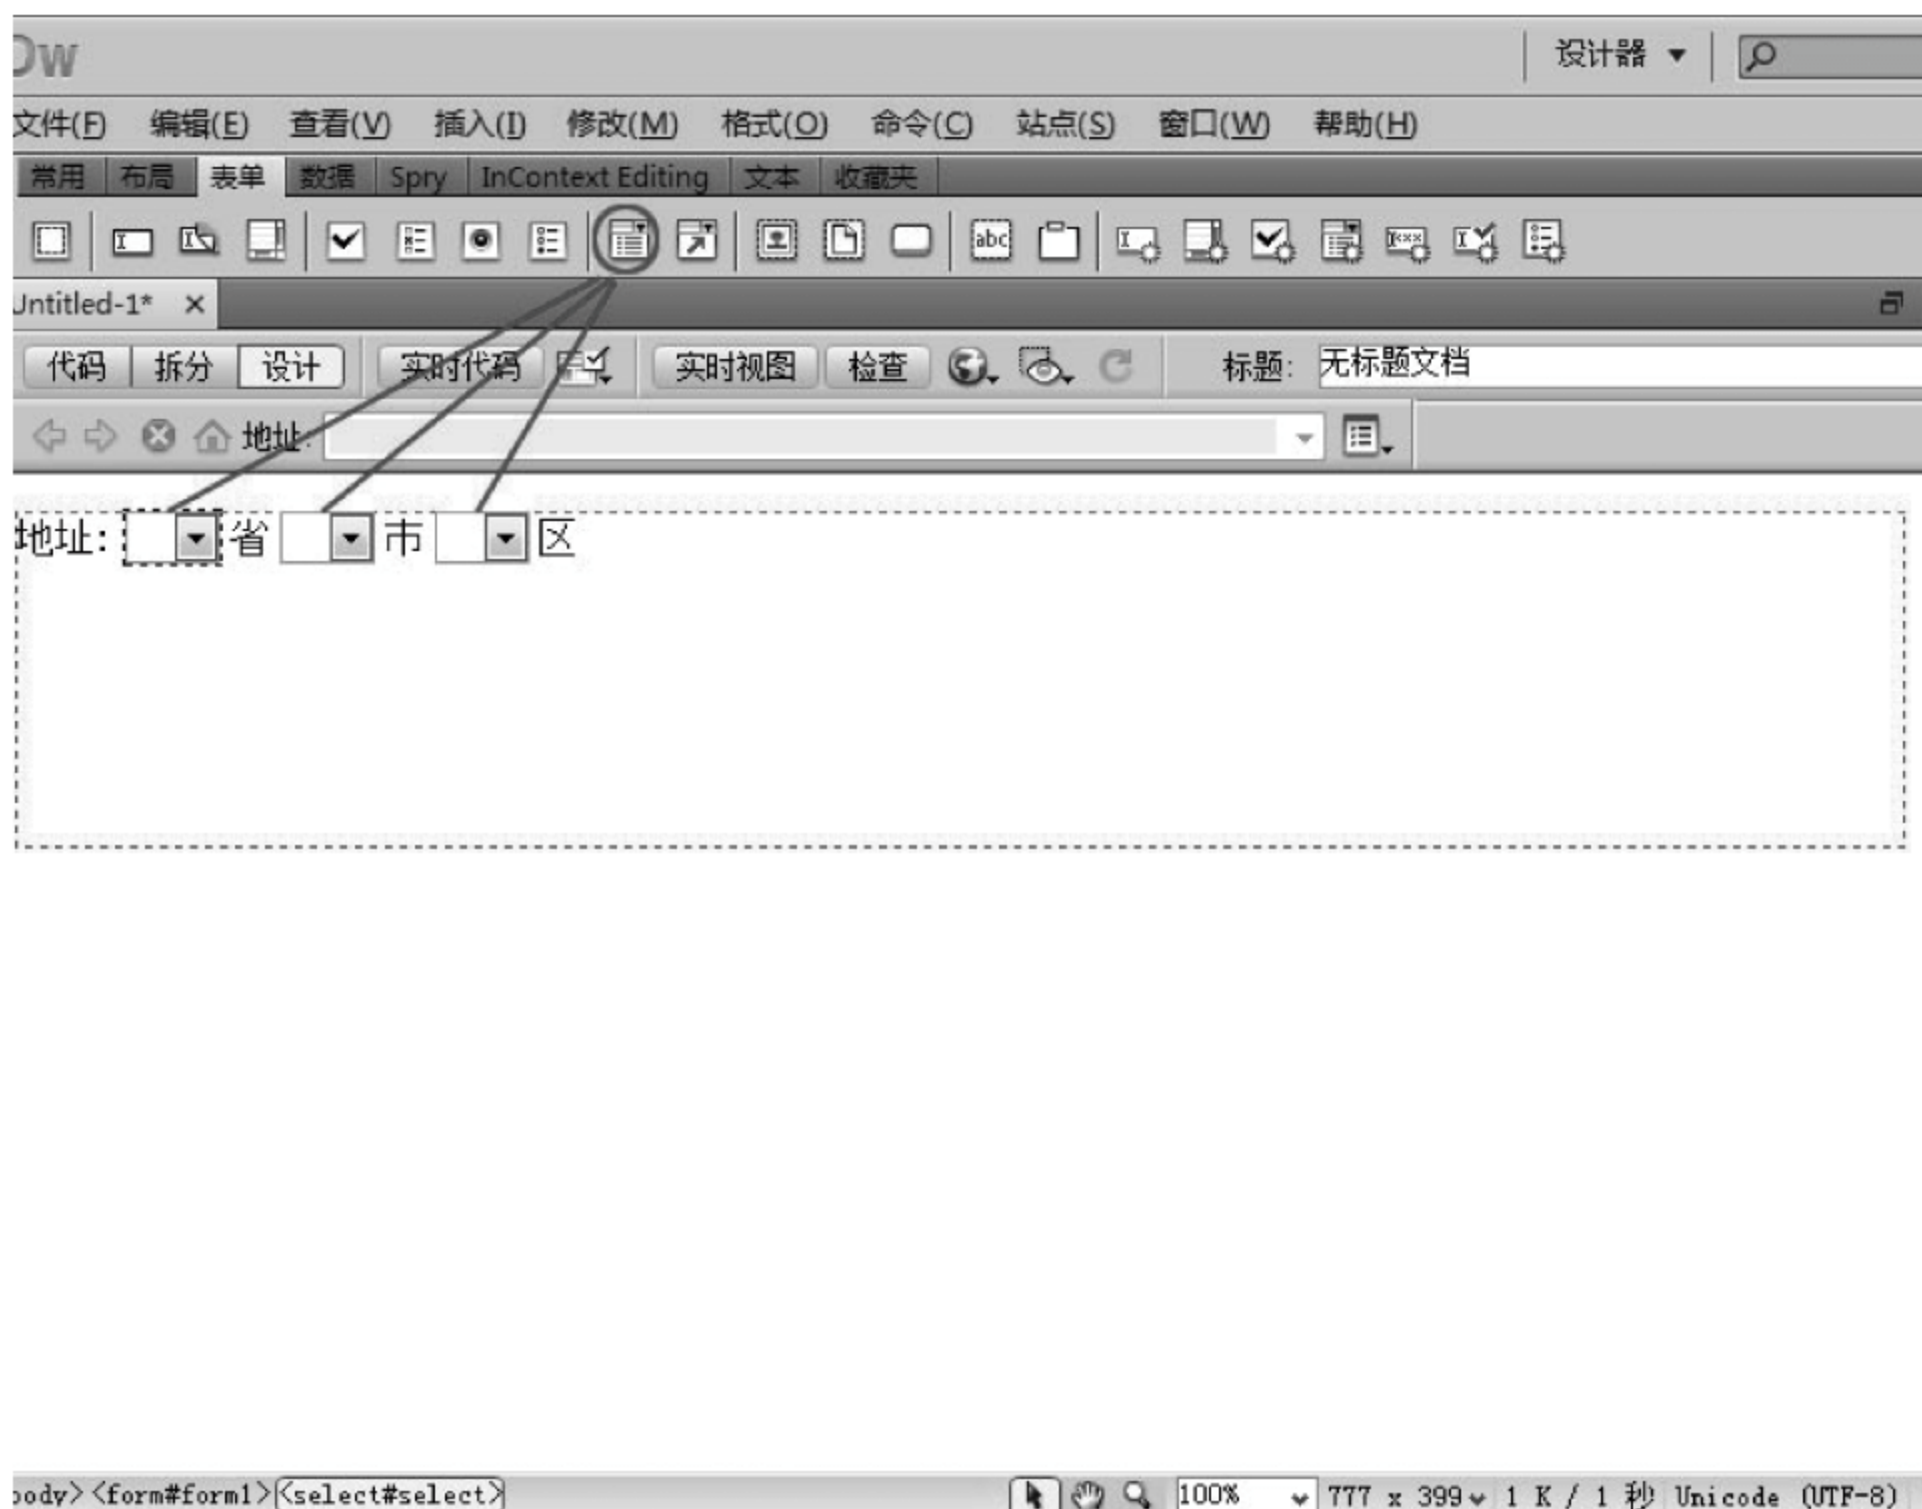 Dw
设计器
文件(F) 编辑(E) 查看(V) 插入(I) 修改(M) 格式(O) 命令(C) 站点(S) 窗口(W) 帮助(H)
常用 布局 表单 数据 Spry InContext Editing 文本 收藏夹
abc
Untitled-1* ×
代码 拆分 设计 实时代码 实时视图 检查 标题: 无标题文档
地址:
地址: 省 市 区
body> <form#form1> <select#select> 100% 777 x 399 1 K / 1 秒 Unicode (UTF-8)